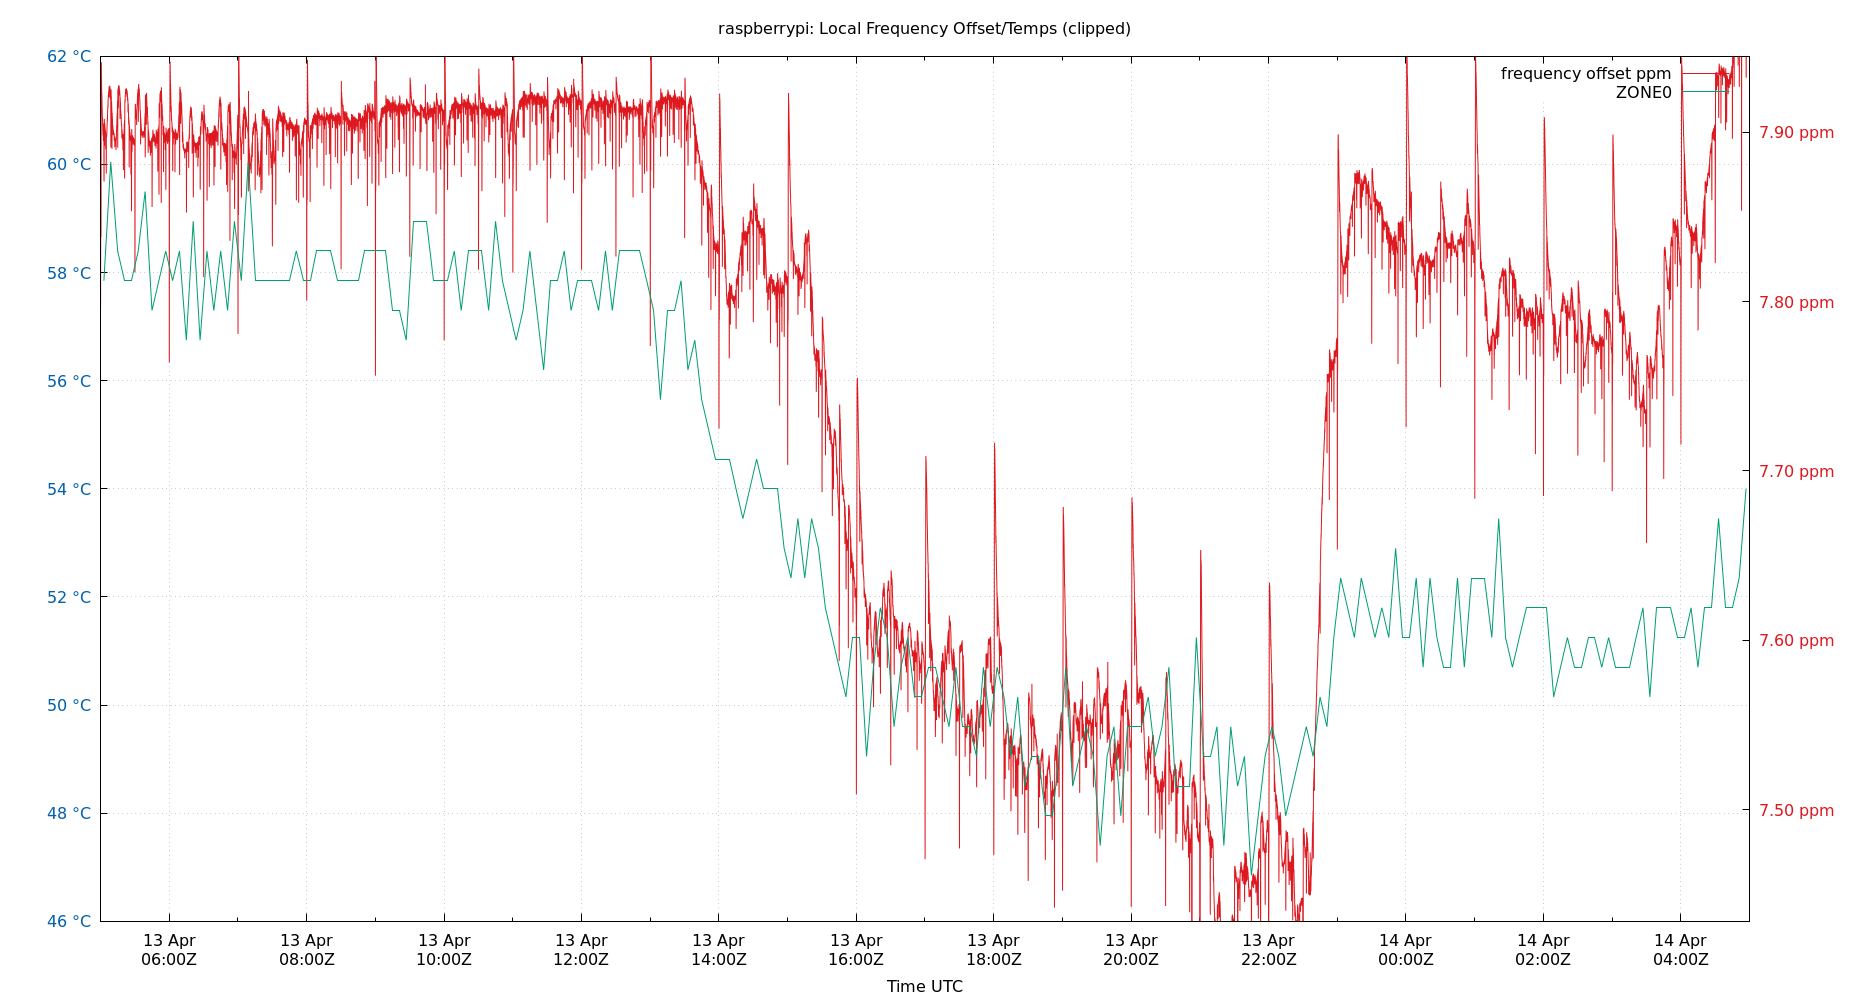 raspberrypi: Local Frequency Offset/Temps (clipped)
frequency offset ppm
ZONE0
62 °C
60 °C
58 °C
56 °C
54 °C
52 °C
50 °C
48 °C
46 °C
7.90 ppm
7.80 ppm
7.70 ppm
7.60 ppm
7.50 ppm
13 Apr 13 Apr 13 Apr 13 Apr 13 Apr 13 Apr 13 Apr 13 Apr 13 Apr 14 Apr 14 Apr 14 Apr
06:00Z 08:00Z 10:00Z 12:00Z 14:00Z 16:00Z 18:00Z 20:00Z 22:00Z 00:00Z 02:00Z 04:00Z
Time UTC